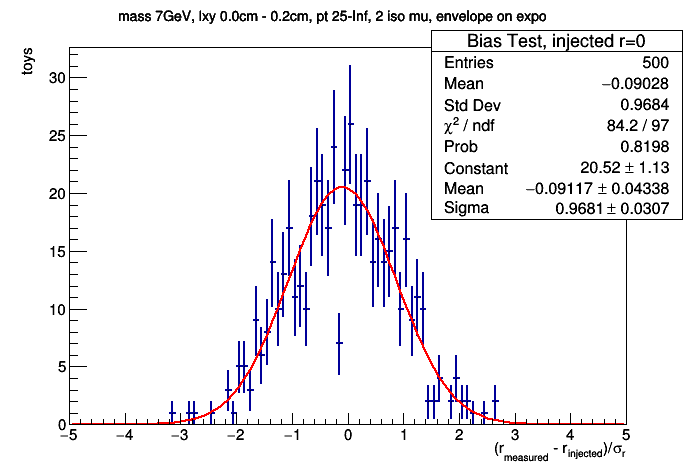 mass 7GeV, lxy 0.0cm - 0.2cm, pt 25-Inf, 2 iso mu, envelope on expo
Bias Test, injected r=0
Entries 500
Mean −0.09028
Std Dev 0.9684
χ² / ndf 84.2 / 97
Prob 0.8198
Constant 20.52 ± 1.13
Mean −0.09117 ± 0.04338
Sigma 0.9681 ± 0.0307
toys
30
25
20
15
10
5
0
−5 −4 −3 −2 −1 0 1 2 3 4 5
(r_measured - r_injected)/σ_r